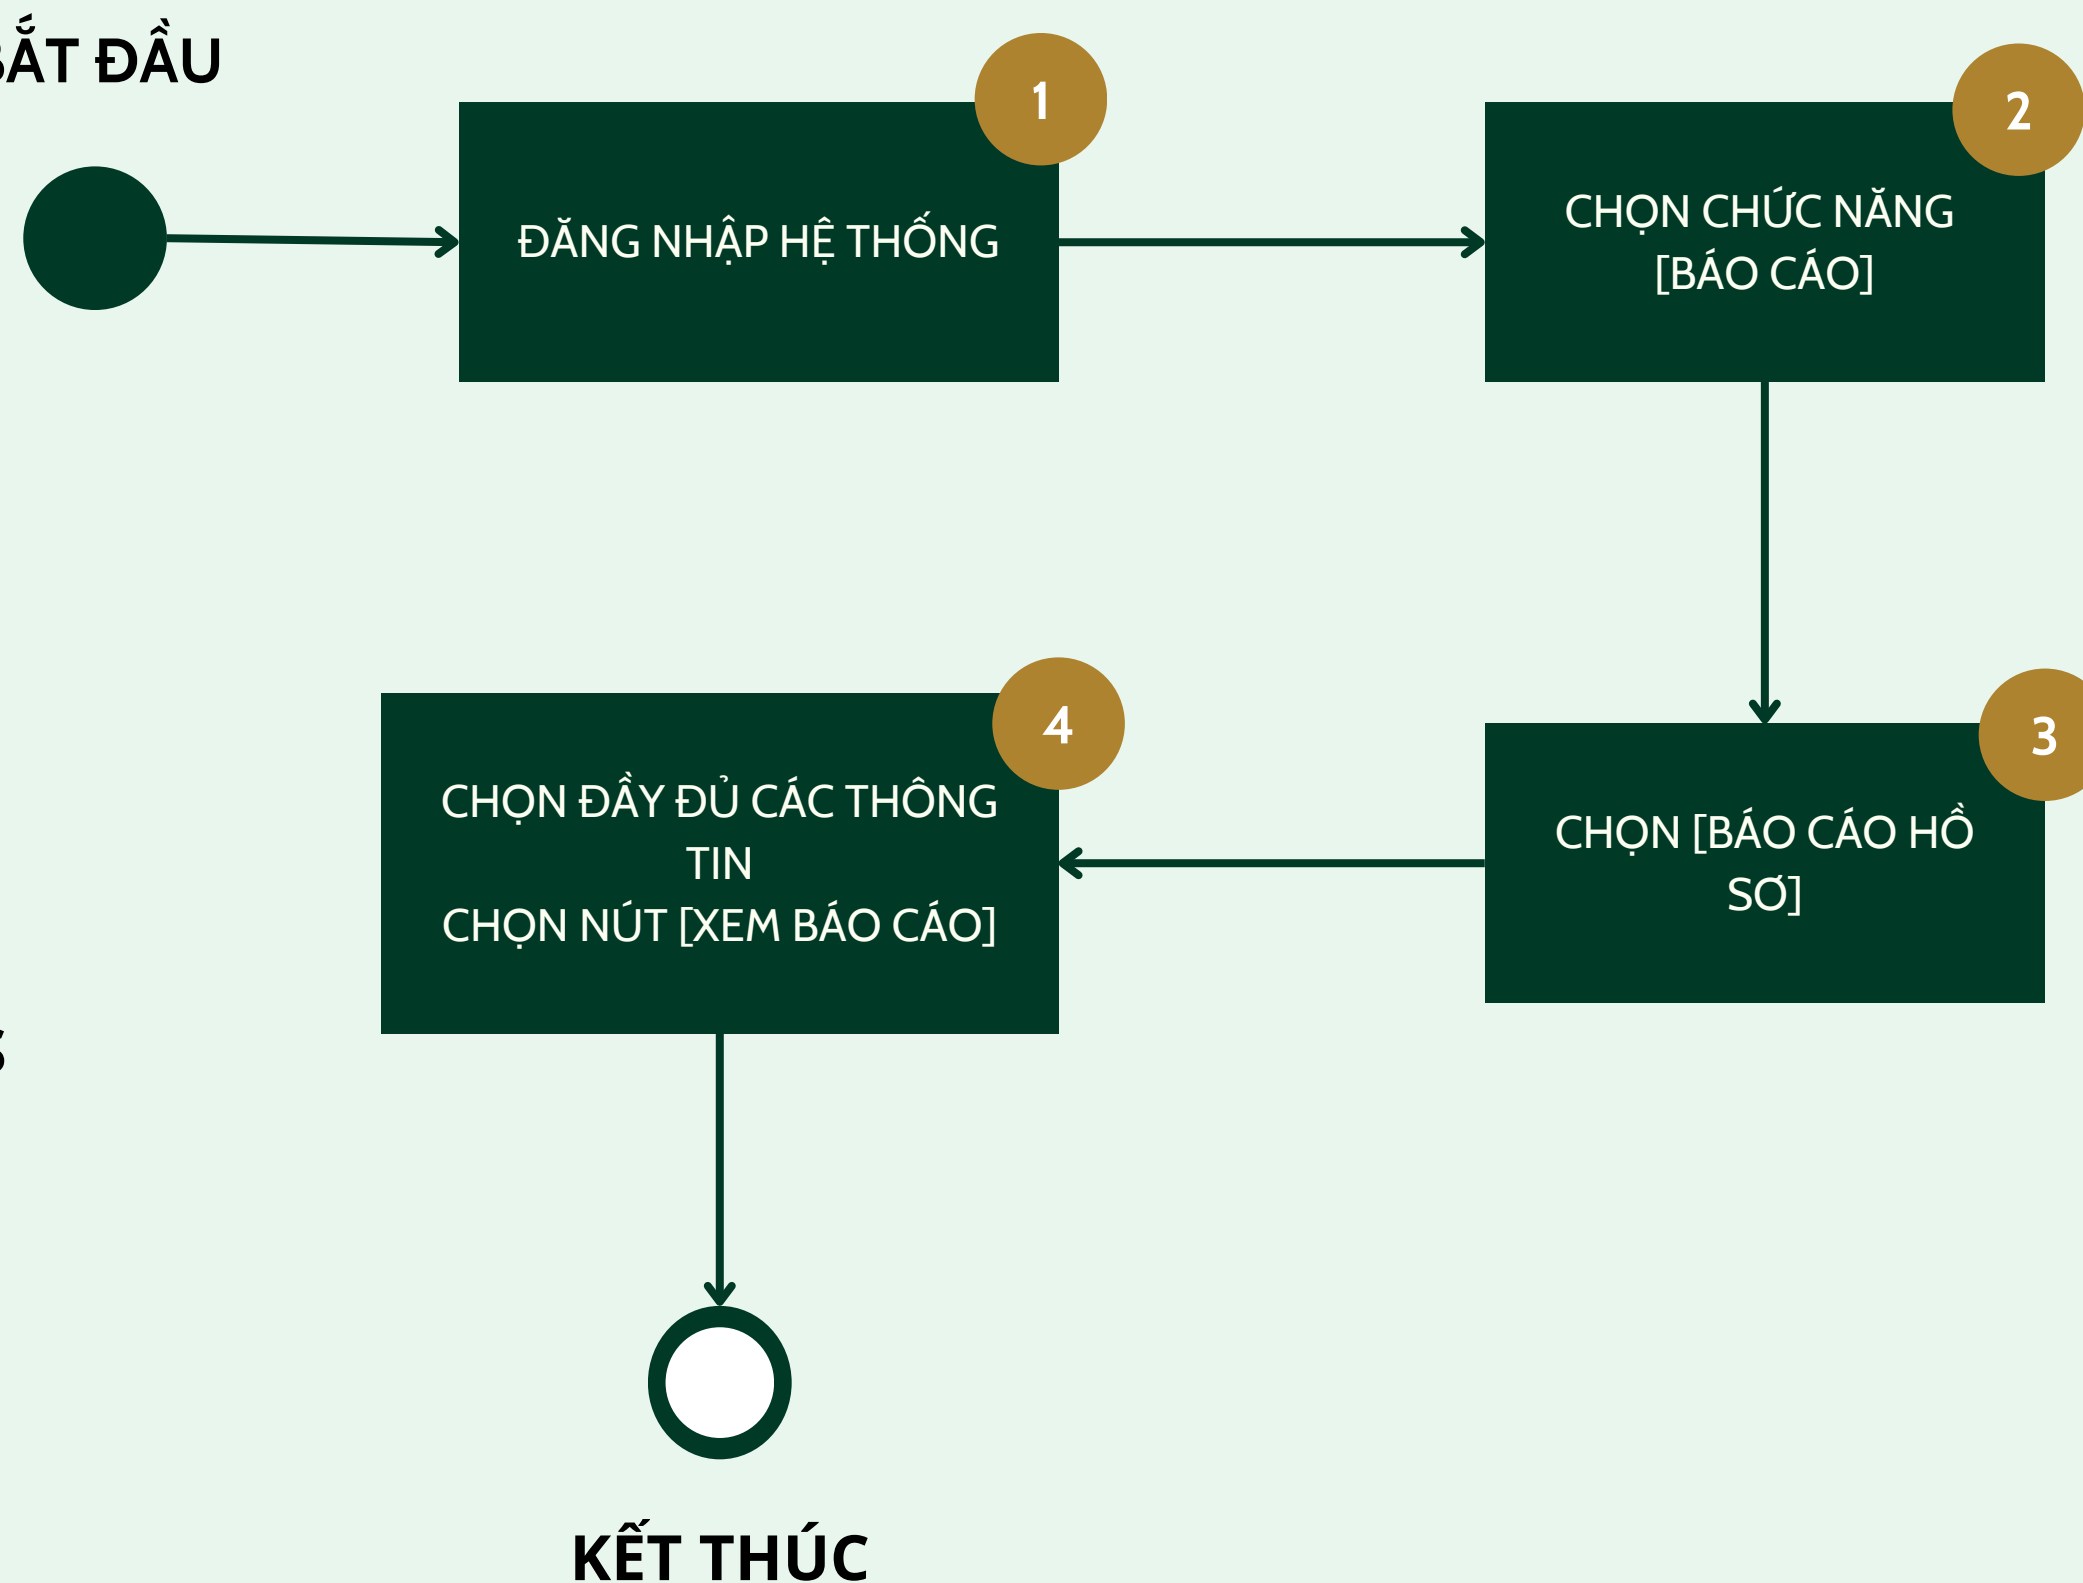 BẮT ĐẦU
1
ĐĂNG NHẬP HỆ THỐNG
2
CHỌN CHỨC NĂNG
[BÁO CÁO]
3
CHỌN [BÁO CÁO HỒ
SƠ]
4
CHỌN ĐẦY ĐỦ CÁC THÔNG
TIN
CHỌN NÚT [XEM BÁO CÁO]
KẾT THÚC